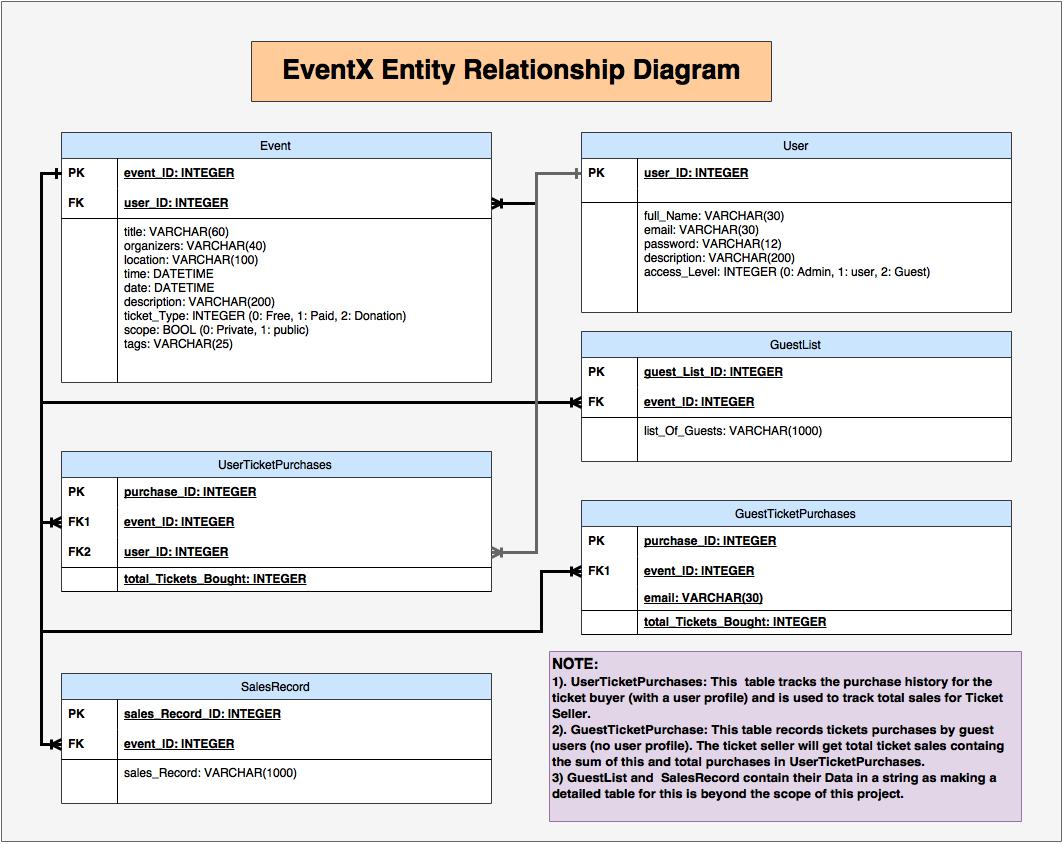 EventX Entity Relationship Diagram
Event
PK event_ID: INTEGER
FK user_ID: INTEGER
title: VARCHAR(60)
organizers: VARCHAR(40)
location: VARCHAR(100)
time: DATETIME
date: DATETIME
description: VARCHAR(200)
ticket_Type: INTEGER (0: Free, 1: Paid, 2: Donation)
scope: BOOL (0: Private, 1: public)
tags: VARCHAR(25)
User
PK user_ID: INTEGER
full_Name: VARCHAR(30)
email: VARCHAR(30)
password: VARCHAR(12)
description: VARCHAR(200)
access_Level: INTEGER (0: Admin, 1: user, 2: Guest)
GuestList
PK guest_List_ID: INTEGER
FK event_ID: INTEGER
list_Of_Guests: VARCHAR(1000)
UserTicketPurchases
PK purchase_ID: INTEGER
FK1 event_ID: INTEGER
FK2 user_ID: INTEGER
total_Tickets_Bought: INTEGER
GuestTicketPurchases
PK purchase_ID: INTEGER
FK1 event_ID: INTEGER
email: VARCHAR(30)
total_Tickets_Bought: INTEGER
SalesRecord
PK sales_Record_ID: INTEGER
FK event_ID: INTEGER
sales_Record: VARCHAR(1000)
NOTE:
1). UserTicketPurchases: This table tracks the purchase history for the
ticket buyer (with a user profile) and is used to track total sales for Ticket
Seller.
2). GuestTicketPurchase: This table records tickets purchases by guest
users (no user profile). The ticket seller will get total ticket sales containg
the sum of this and total purchases in UserTicketPurchases.
3) GuestList and SalesRecord contain their Data in a string as making a
detailed table for this is beyond the scope of this project.